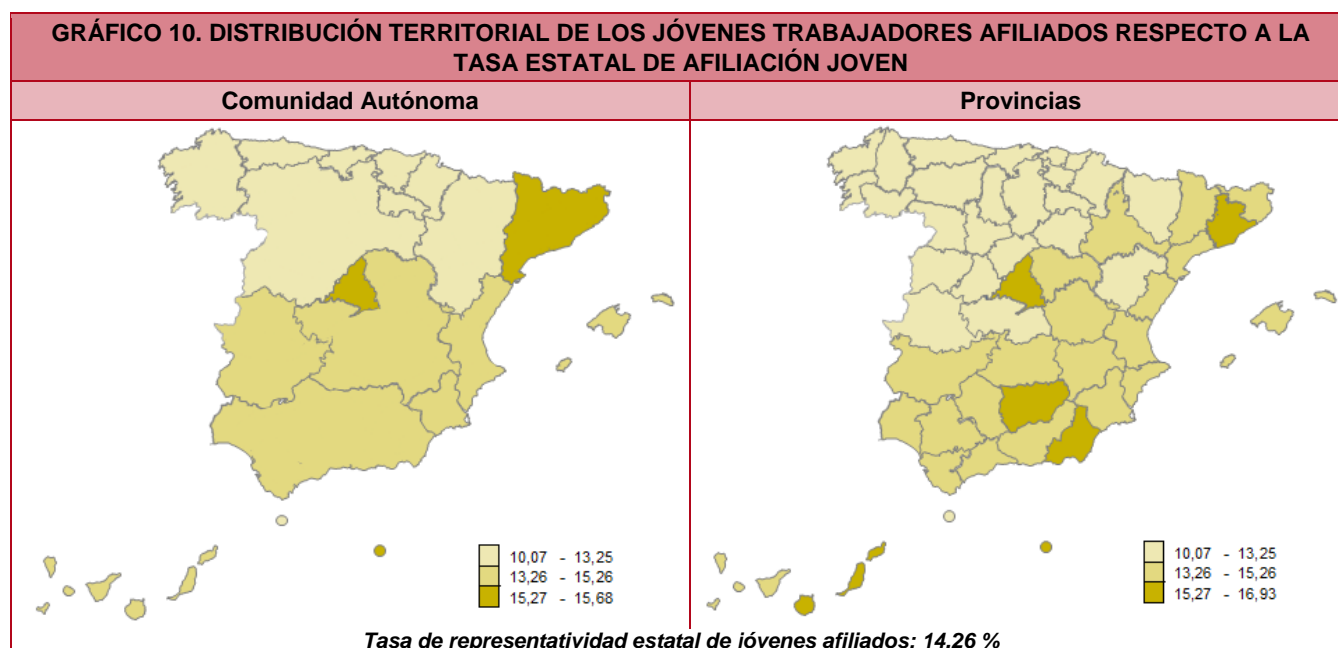 GRÁFICO 10. DISTRIBUCIÓN TERRITORIAL DE LOS JÓVENES TRABAJADORES AFILIADOS RESPECTO A LA
TASA ESTATAL DE AFILIACIÓN JOVEN
Comunidad Autónoma
Provincias
10,07 - 13,25
13,26 - 15,26
15,27 - 15,68
10,07 - 13,25
13,26 - 15,26
15,27 - 16,93
Tasa de representatividad estatal de jóvenes afiliados: 14,26 %